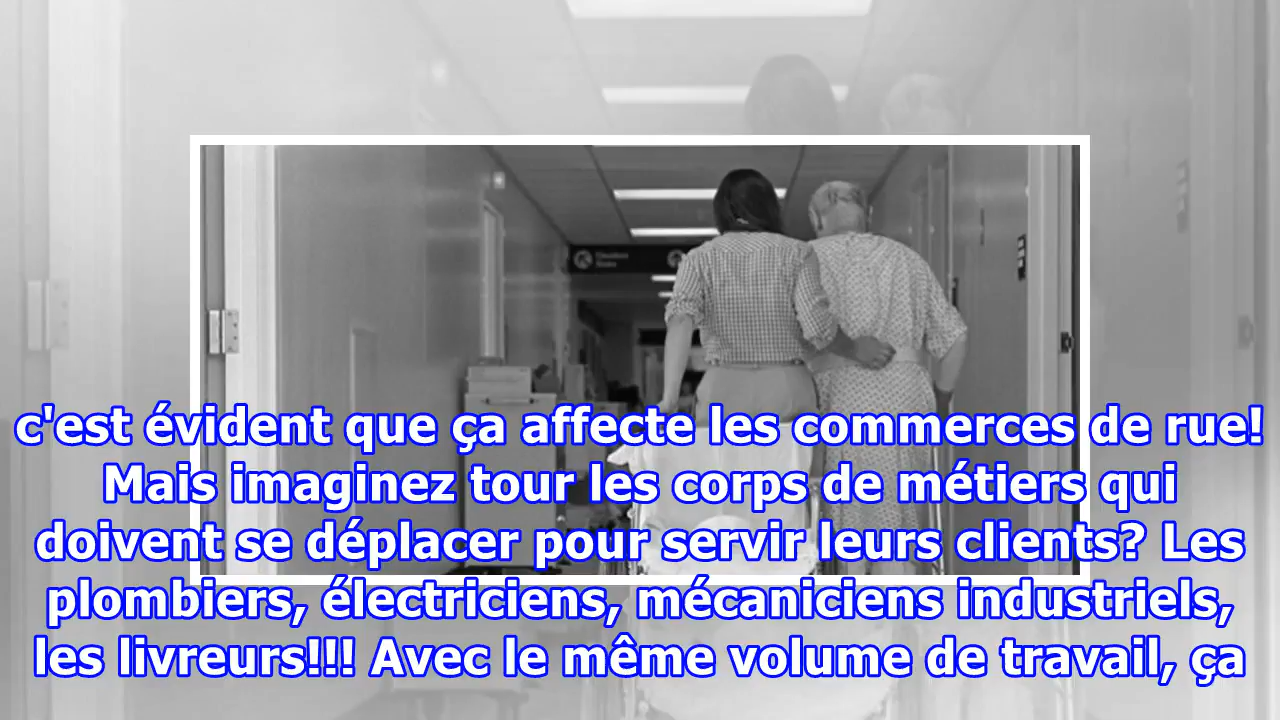 c'est évident que ça affecte les commerces de rue!
Mais imaginez tour les corps de métiers qui
doivent se déplacer pour servir leurs clients? Les
plombiers, électriciens, mécaniciens industriels,
les livreurs!!! Avec le même volume de travail, ça